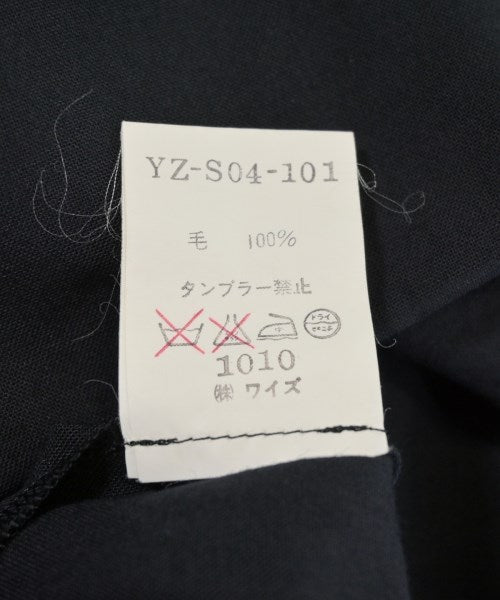 YZ-S04-101
毛 100%
タンブラー禁止
ドライ
セキユ系
1010
㈱ ワイズ